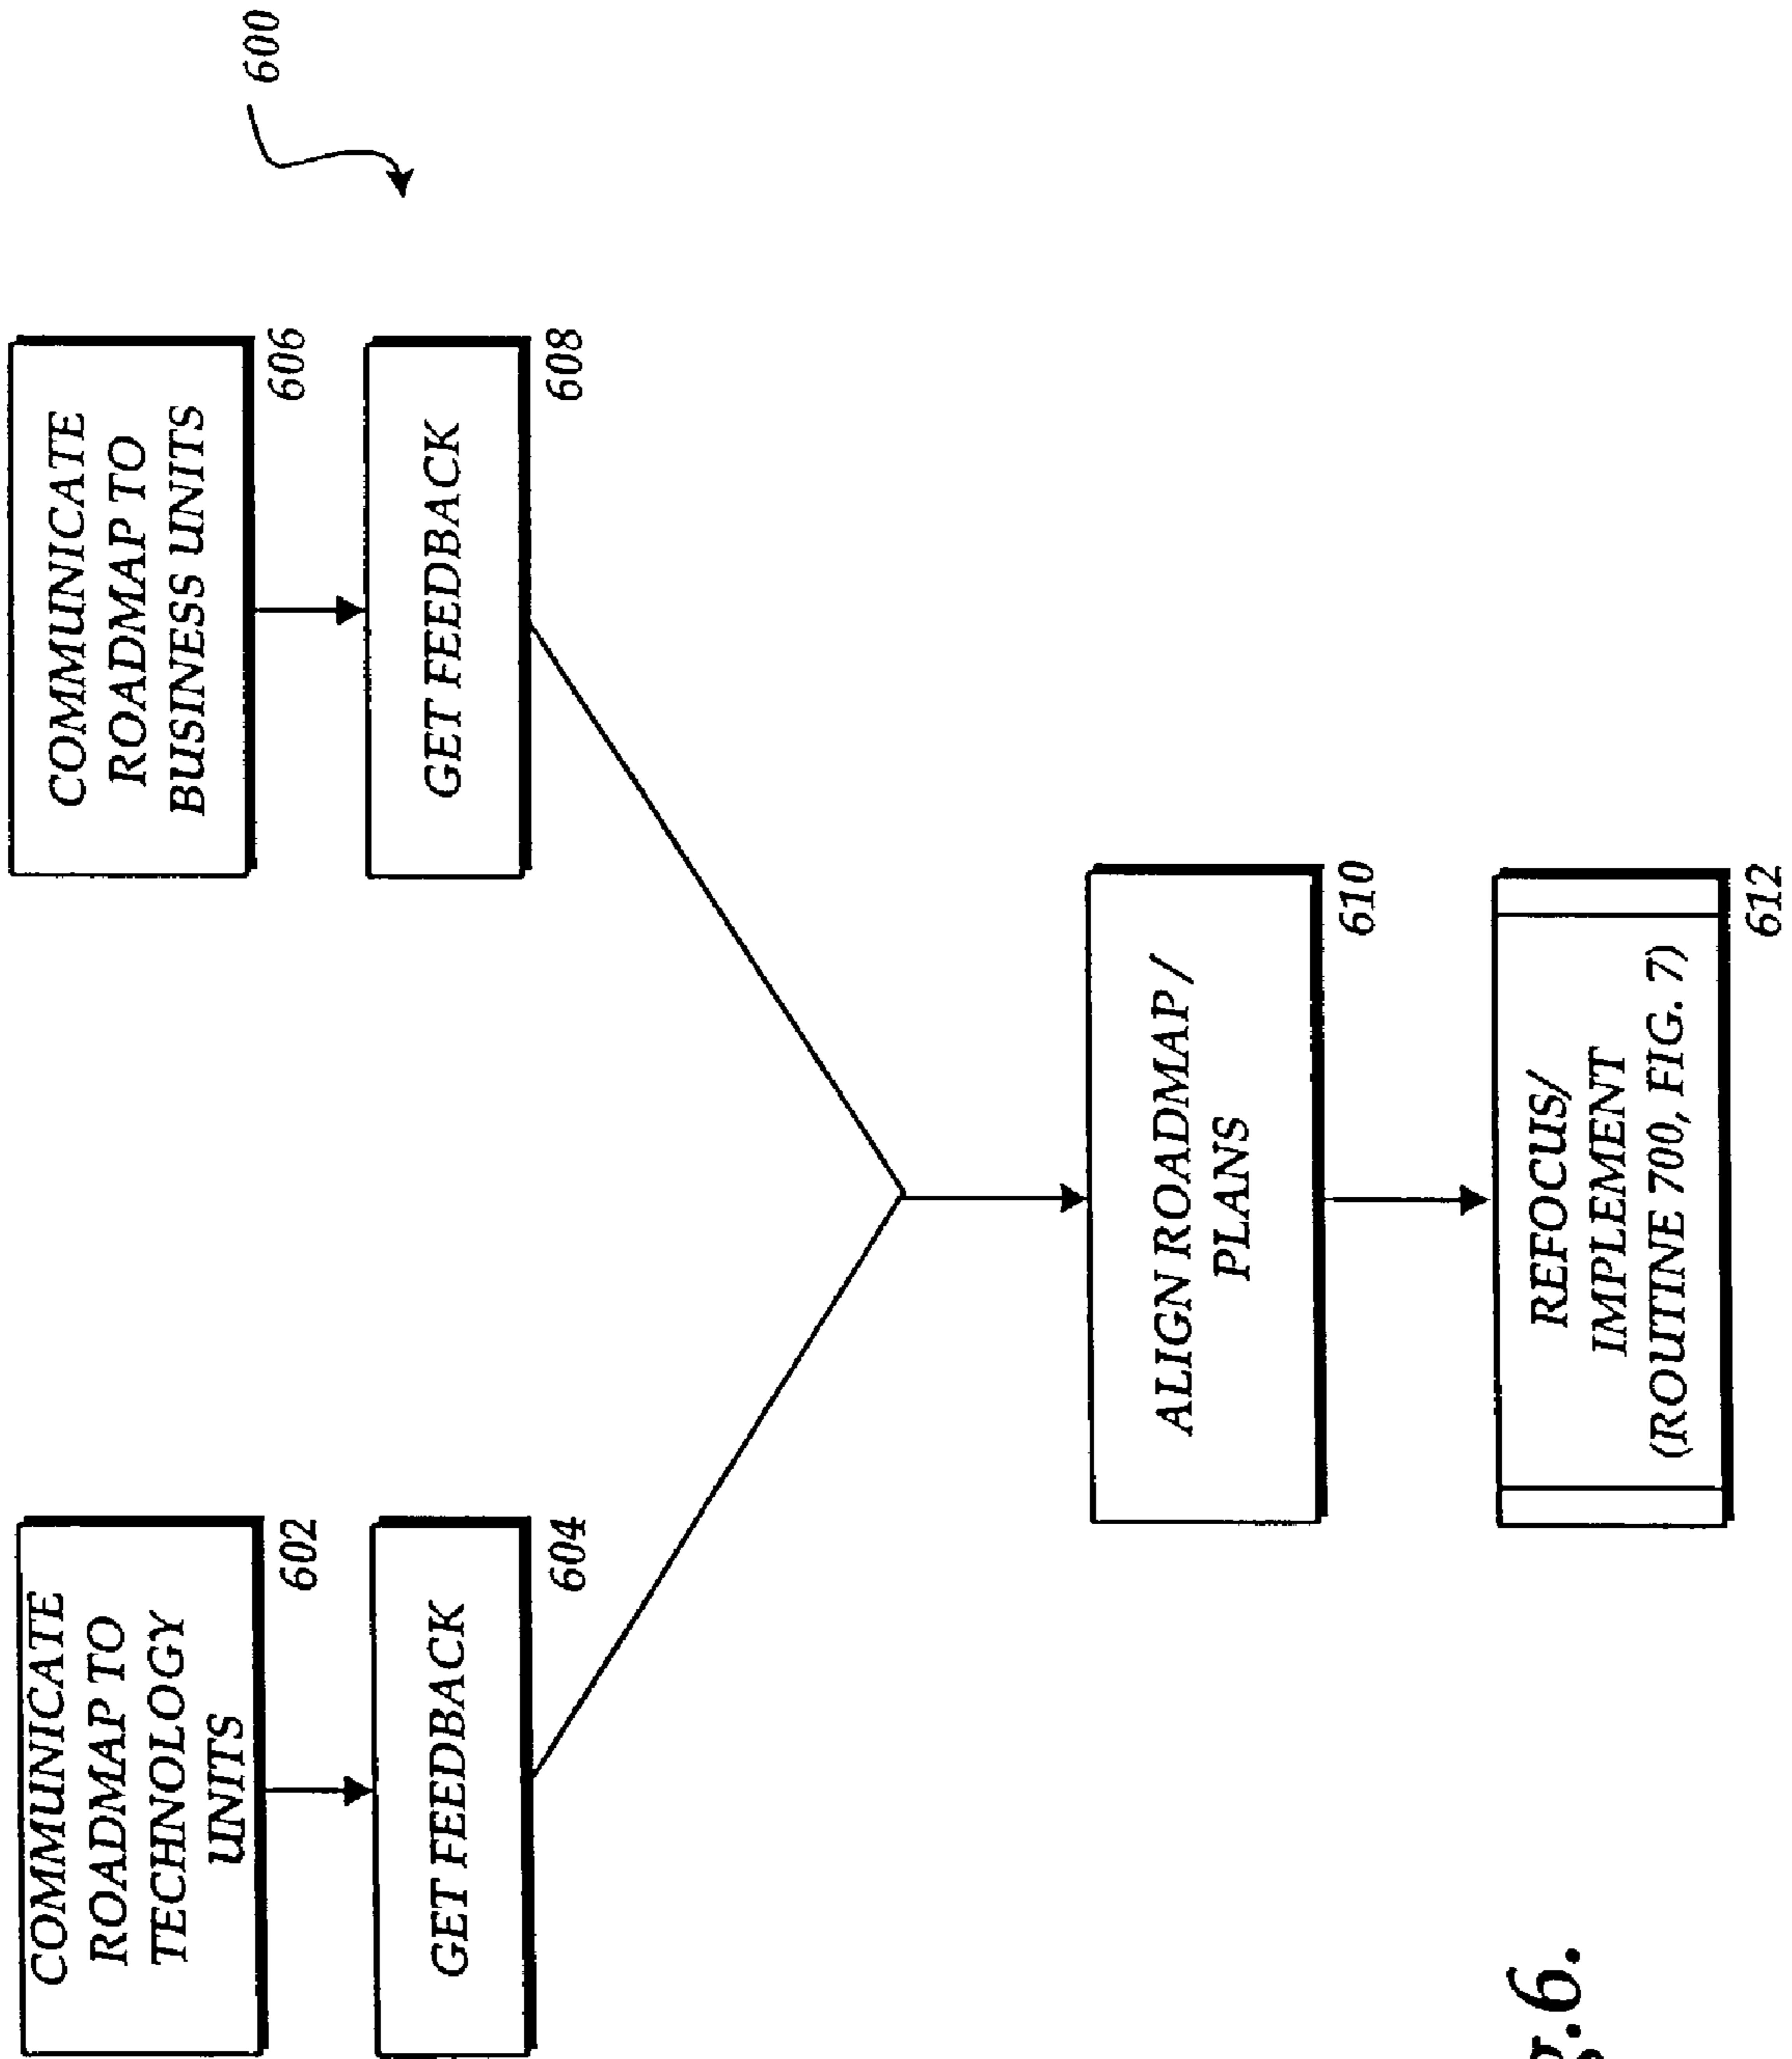 600
COMMUNICATE
ROADMAP TO
TECHNOLOGY
UNITS
602
GET FEEDBACK
604
COMMUNICATE
ROADMAP TO
BUSINESS UNITS
606
GET FEEDBACK
608
ALIGN ROADMAP /
PLANS
610
REFOCUS/
IMPLEMENT
(ROUTINE 700, FIG. 7)
612
.6.